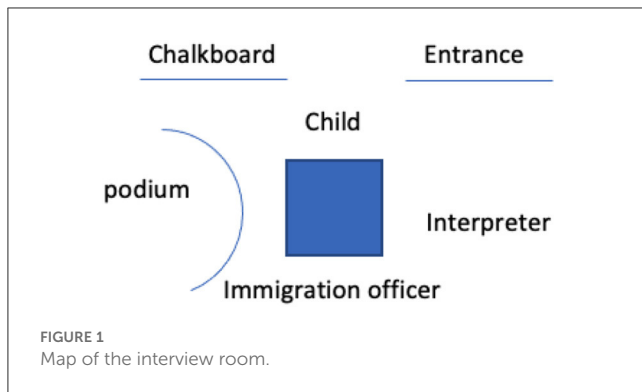 Chalkboard
Entrance
Child
podium
Interpreter
Immigration officer
FIGURE 1
Map of the interview room.